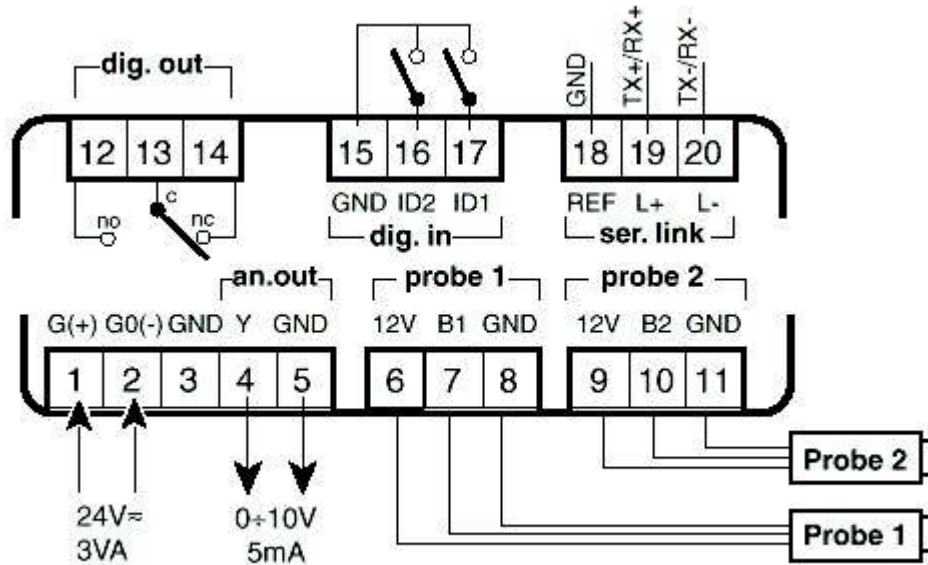 dig. out
GND TX+/RX+ TX-/RX-
12 13 14 15 16 17 18 19 20
GND ID2 ID1 REF L+ L-
no c nc
dig. in ser. link
an.out probe 1 probe 2
G(+) G0(-) GND Y GND 12V B1 GND 12V B2 GND
1 2 3 4 5 6 7 8 9 10 11
Probe 2
24V≂ 0÷10V
Probe 1
3VA 5mA